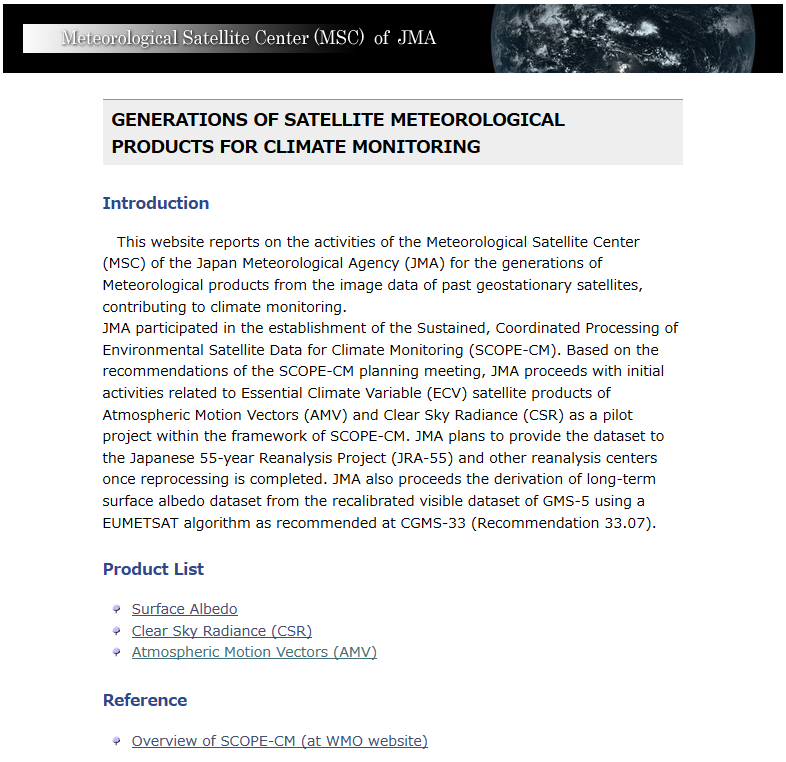 Meteorological Satellite Center (MSC) of JMA
GENERATIONS OF SATELLITE METEOROLOGICAL
PRODUCTS FOR CLIMATE MONITORING
Introduction
This website reports on the activities of the Meteorological Satellite Center
(MSC) of the Japan Meteorological Agency (JMA) for the generations of
Meteorological products from the image data of past geostationary satellites,
contributing to climate monitoring.
JMA participated in the establishment of the Sustained, Coordinated Processing of
Environmental Satellite Data for Climate Monitoring (SCOPE-CM). Based on the
recommendations of the SCOPE-CM planning meeting, JMA proceeds with initial
activities related to Essential Climate Variable (ECV) satellite products of
Atmospheric Motion Vectors (AMV) and Clear Sky Radiance (CSR) as a pilot
project within the framework of SCOPE-CM. JMA plans to provide the dataset to
the Japanese 55-year Reanalysis Project (JRA-55) and other reanalysis centers
once reprocessing is completed. JMA also proceeds the derivation of long-term
surface albedo dataset from the recalibrated visible dataset of GMS-5 using a
EUMETSAT algorithm as recommended at CGMS-33 (Recommendation 33.07).
Product List
Surface Albedo
Clear Sky Radiance (CSR)
Atmospheric Motion Vectors (AMV)
Reference
Overview of SCOPE-CM (at WMO website)